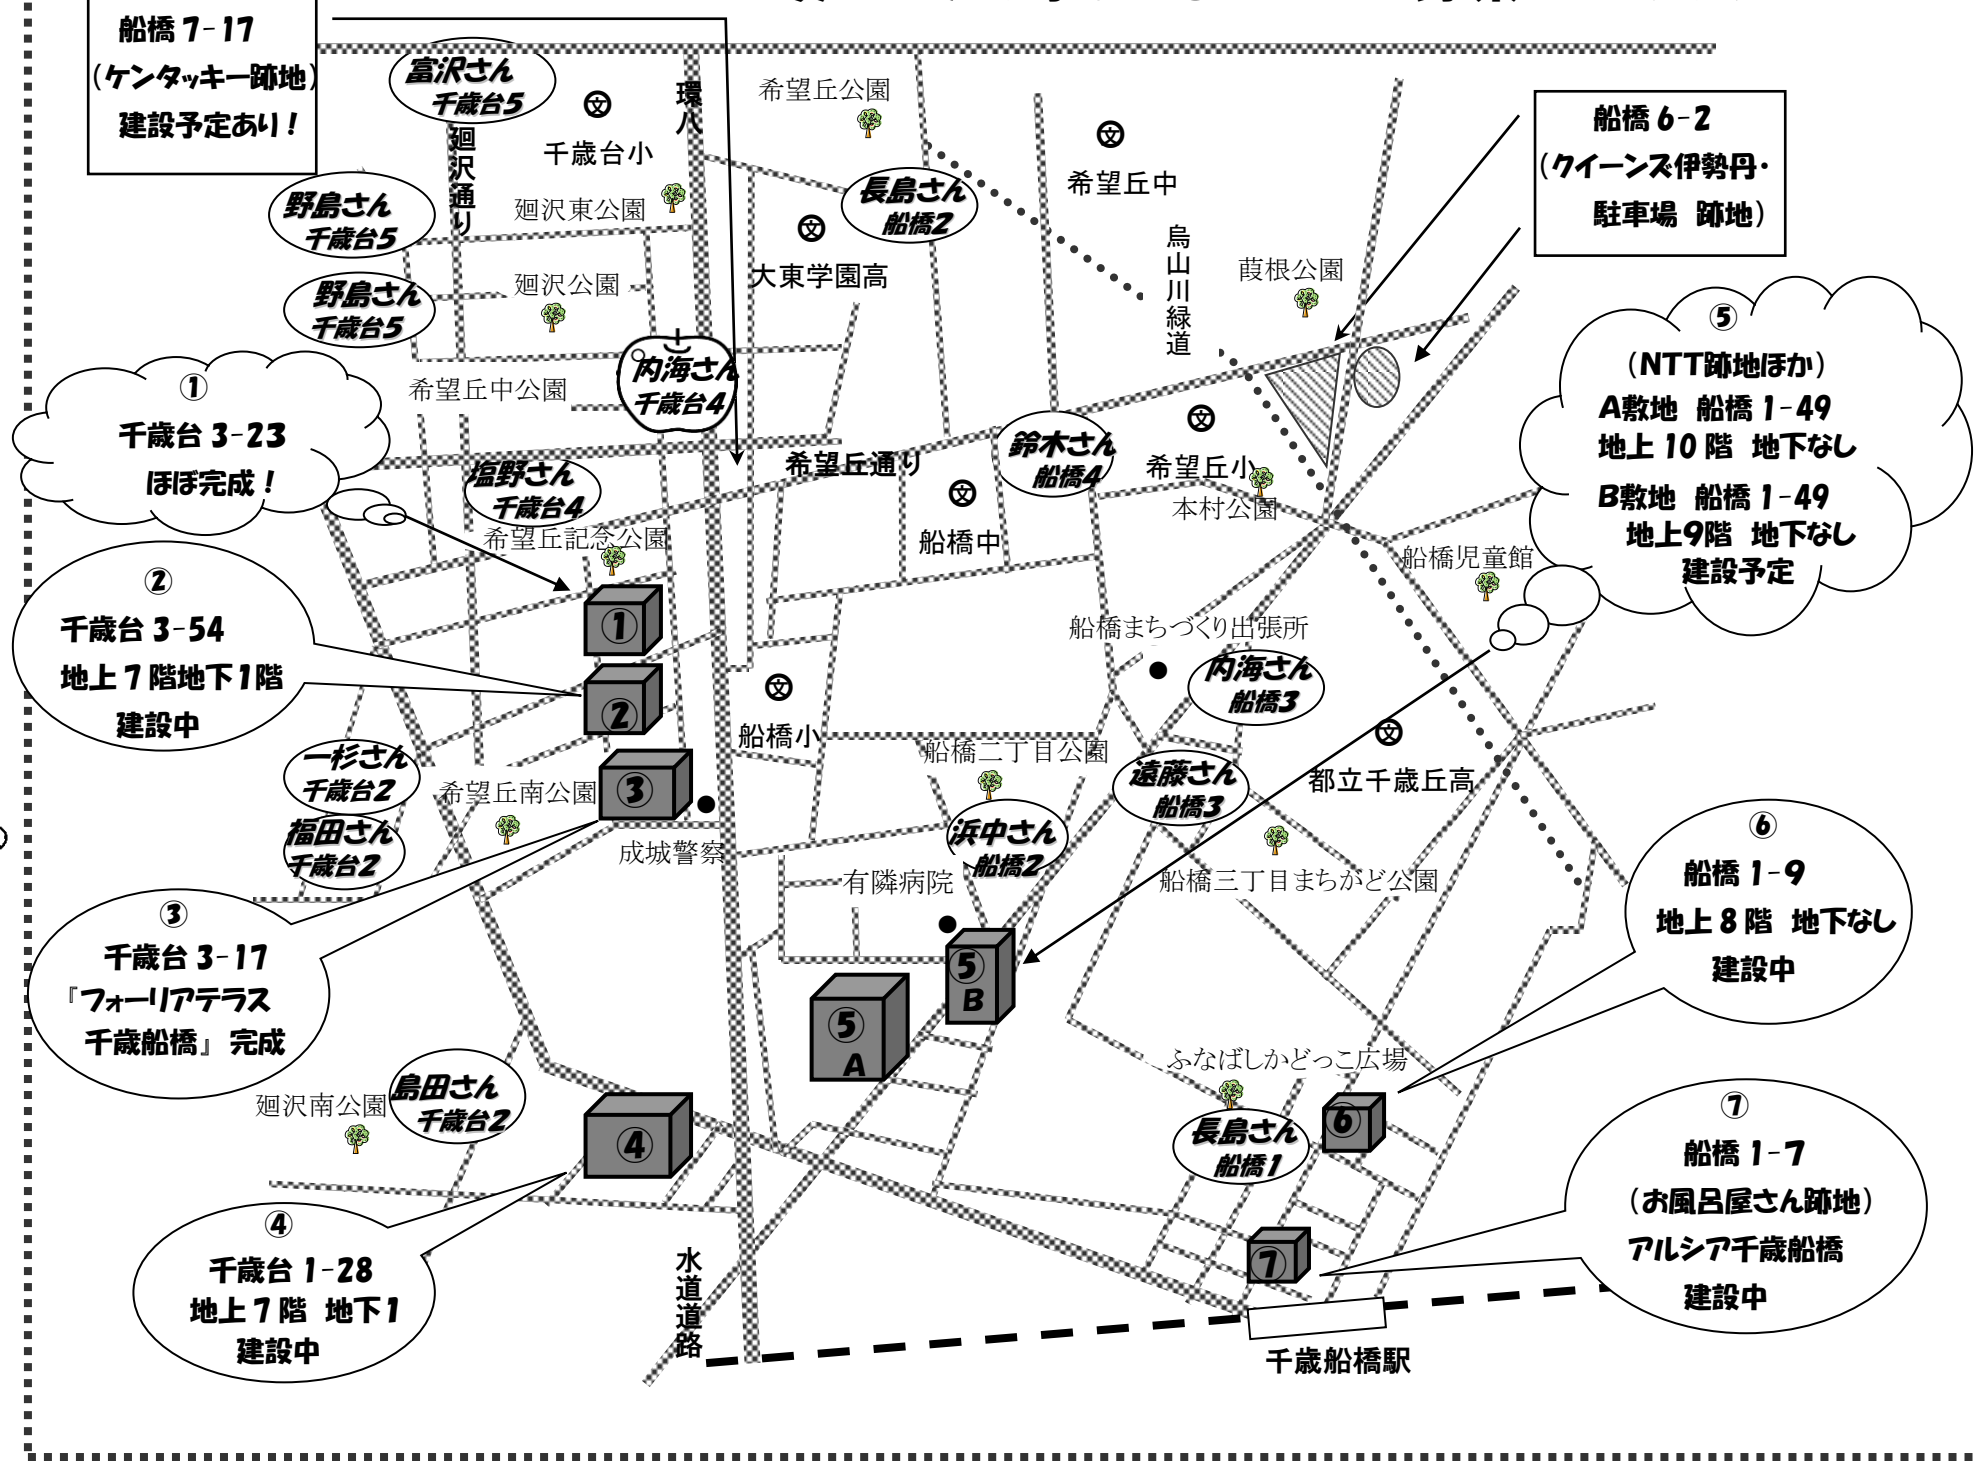 船橋 7-17
(ケンタッキー跡地)
建設予定あり!
富沢さん
千歳台5
廻沢通り
文
千歳台小
環八
希望丘公園
文
希望丘中
船橋 6-2
(クイーンズ伊勢丹・
駐車場 跡地)
野島さん
千歳台5
廻沢東公園
長島さん
船橋2
文
大東学園高
烏山川緑道
葭根公園
野島さん
千歳台5
廻沢公園
内海さん
千歳台4
希望丘中公園
①
千歳台 3-23
ほぼ完成!
⑤
(NTT跡地ほか)
A敷地 船橋 1-49
地上 10 階 地下なし
B敷地 船橋 1-49
地上9階 地下なし
建設予定
塩野さん
千歳台4
希望丘通り
鈴木さん
船橋4
文
希望丘小
本村公園
文
船橋中
希望丘記念公園
船橋児童館
②
千歳台 3-54
地上 7 階地下1階
建設中
①
②
③
船橋まちづくり出張所
内海さん
船橋3
文
船橋小
船橋二丁目公園
文
都立千歳丘高
遠藤さん
船橋3
一杉さん
千歳台2
福田さん
千歳台2
希望丘南公園
成城警察
浜中さん
船橋2
有隣病院
船橋三丁目まちかど公園
⑥
船橋 1-9
地上 8 階 地下なし
建設中
③
千歳台 3-17
『フォーリアテラス
千歳船橋』 完成
⑤
A
⑤
B
ふなばしかどっこ広場
廻沢南公園
島田さん
千歳台2
④
長島さん
船橋1
⑥
⑦
⑦
船橋 1-7
(お風呂屋さん跡地)
アルシア千歳船橋
建設中
④
千歳台 1-28
地上 7 階 地下1
建設中
水道道路
千歳船橋駅